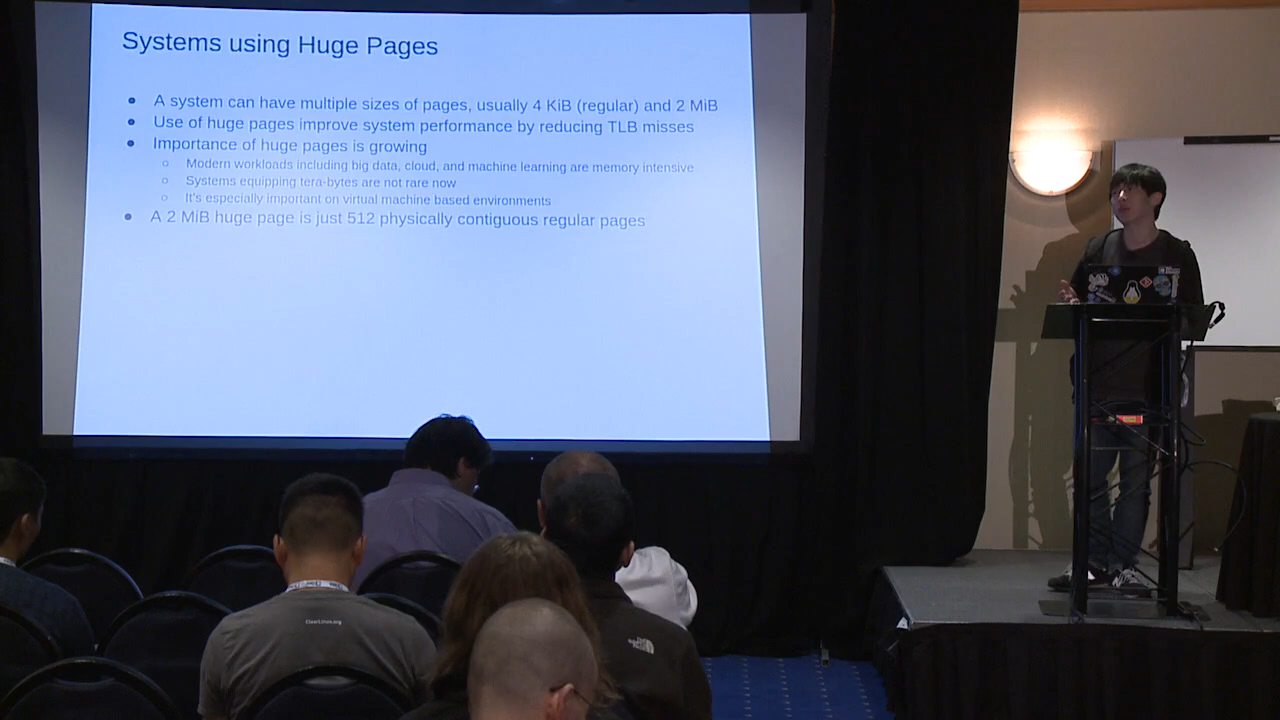 Systems using Huge Pages
● A system can have multiple sizes of pages, usually 4 KiB (regular) and 2 MiB
● Use of huge pages improve system performance by reducing TLB misses
● Importance of huge pages is growing
○ Modern workloads including big data, cloud, and machine learning are memory intensive
○ Systems equipping tera-bytes are not rare now
○ It's especially important on virtual machine based environments
● A 2 MiB huge page is just 512 physically contiguous regular pages
ClearLinux.org